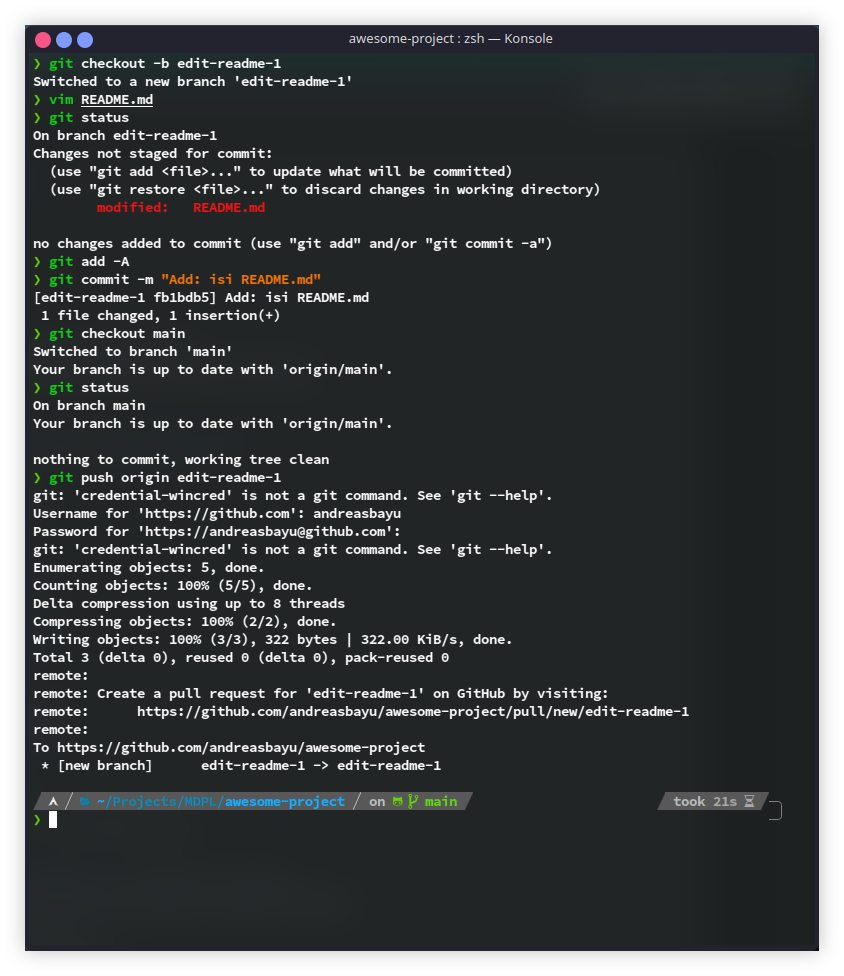 awesome-project : zsh — Konsole
❯ git checkout -b edit-readme-1
Switched to a new branch 'edit-readme-1'
❯ vim README.md
❯ git status
On branch edit-readme-1
Changes not staged for commit:
  (use "git add <file>..." to update what will be committed)
  (use "git restore <file>..." to discard changes in working directory)
        modified:   README.md

no changes added to commit (use "git add" and/or "git commit -a")
❯ git add -A
❯ git commit -m "Add: isi README.md"
[edit-readme-1 fb1bdb5] Add: isi README.md
 1 file changed, 1 insertion(+)
❯ git checkout main
Switched to branch 'main'
Your branch is up to date with 'origin/main'.
❯ git status
On branch main
Your branch is up to date with 'origin/main'.

nothing to commit, working tree clean
❯ git push origin edit-readme-1
git: 'credential-wincred' is not a git command. See 'git --help'.
Username for 'https://github.com': andreasbayu
Password for 'https://andreasbayu@github.com':
git: 'credential-wincred' is not a git command. See 'git --help'.
Enumerating objects: 5, done.
Counting objects: 100% (5/5), done.
Delta compression using up to 8 threads
Compressing objects: 100% (2/2), done.
Writing objects: 100% (3/3), 322 bytes | 322.00 KiB/s, done.
Total 3 (delta 0), reused 0 (delta 0), pack-reused 0
remote:
remote: Create a pull request for 'edit-readme-1' on GitHub by visiting:
remote:      https://github.com/andreasbayu/awesome-project/pull/new/edit-readme-1
remote:
To https://github.com/andreasbayu/awesome-project
 * [new branch]      edit-readme-1 -> edit-readme-1

~/Projects/MDPL/awesome-project on main took 21s
❯